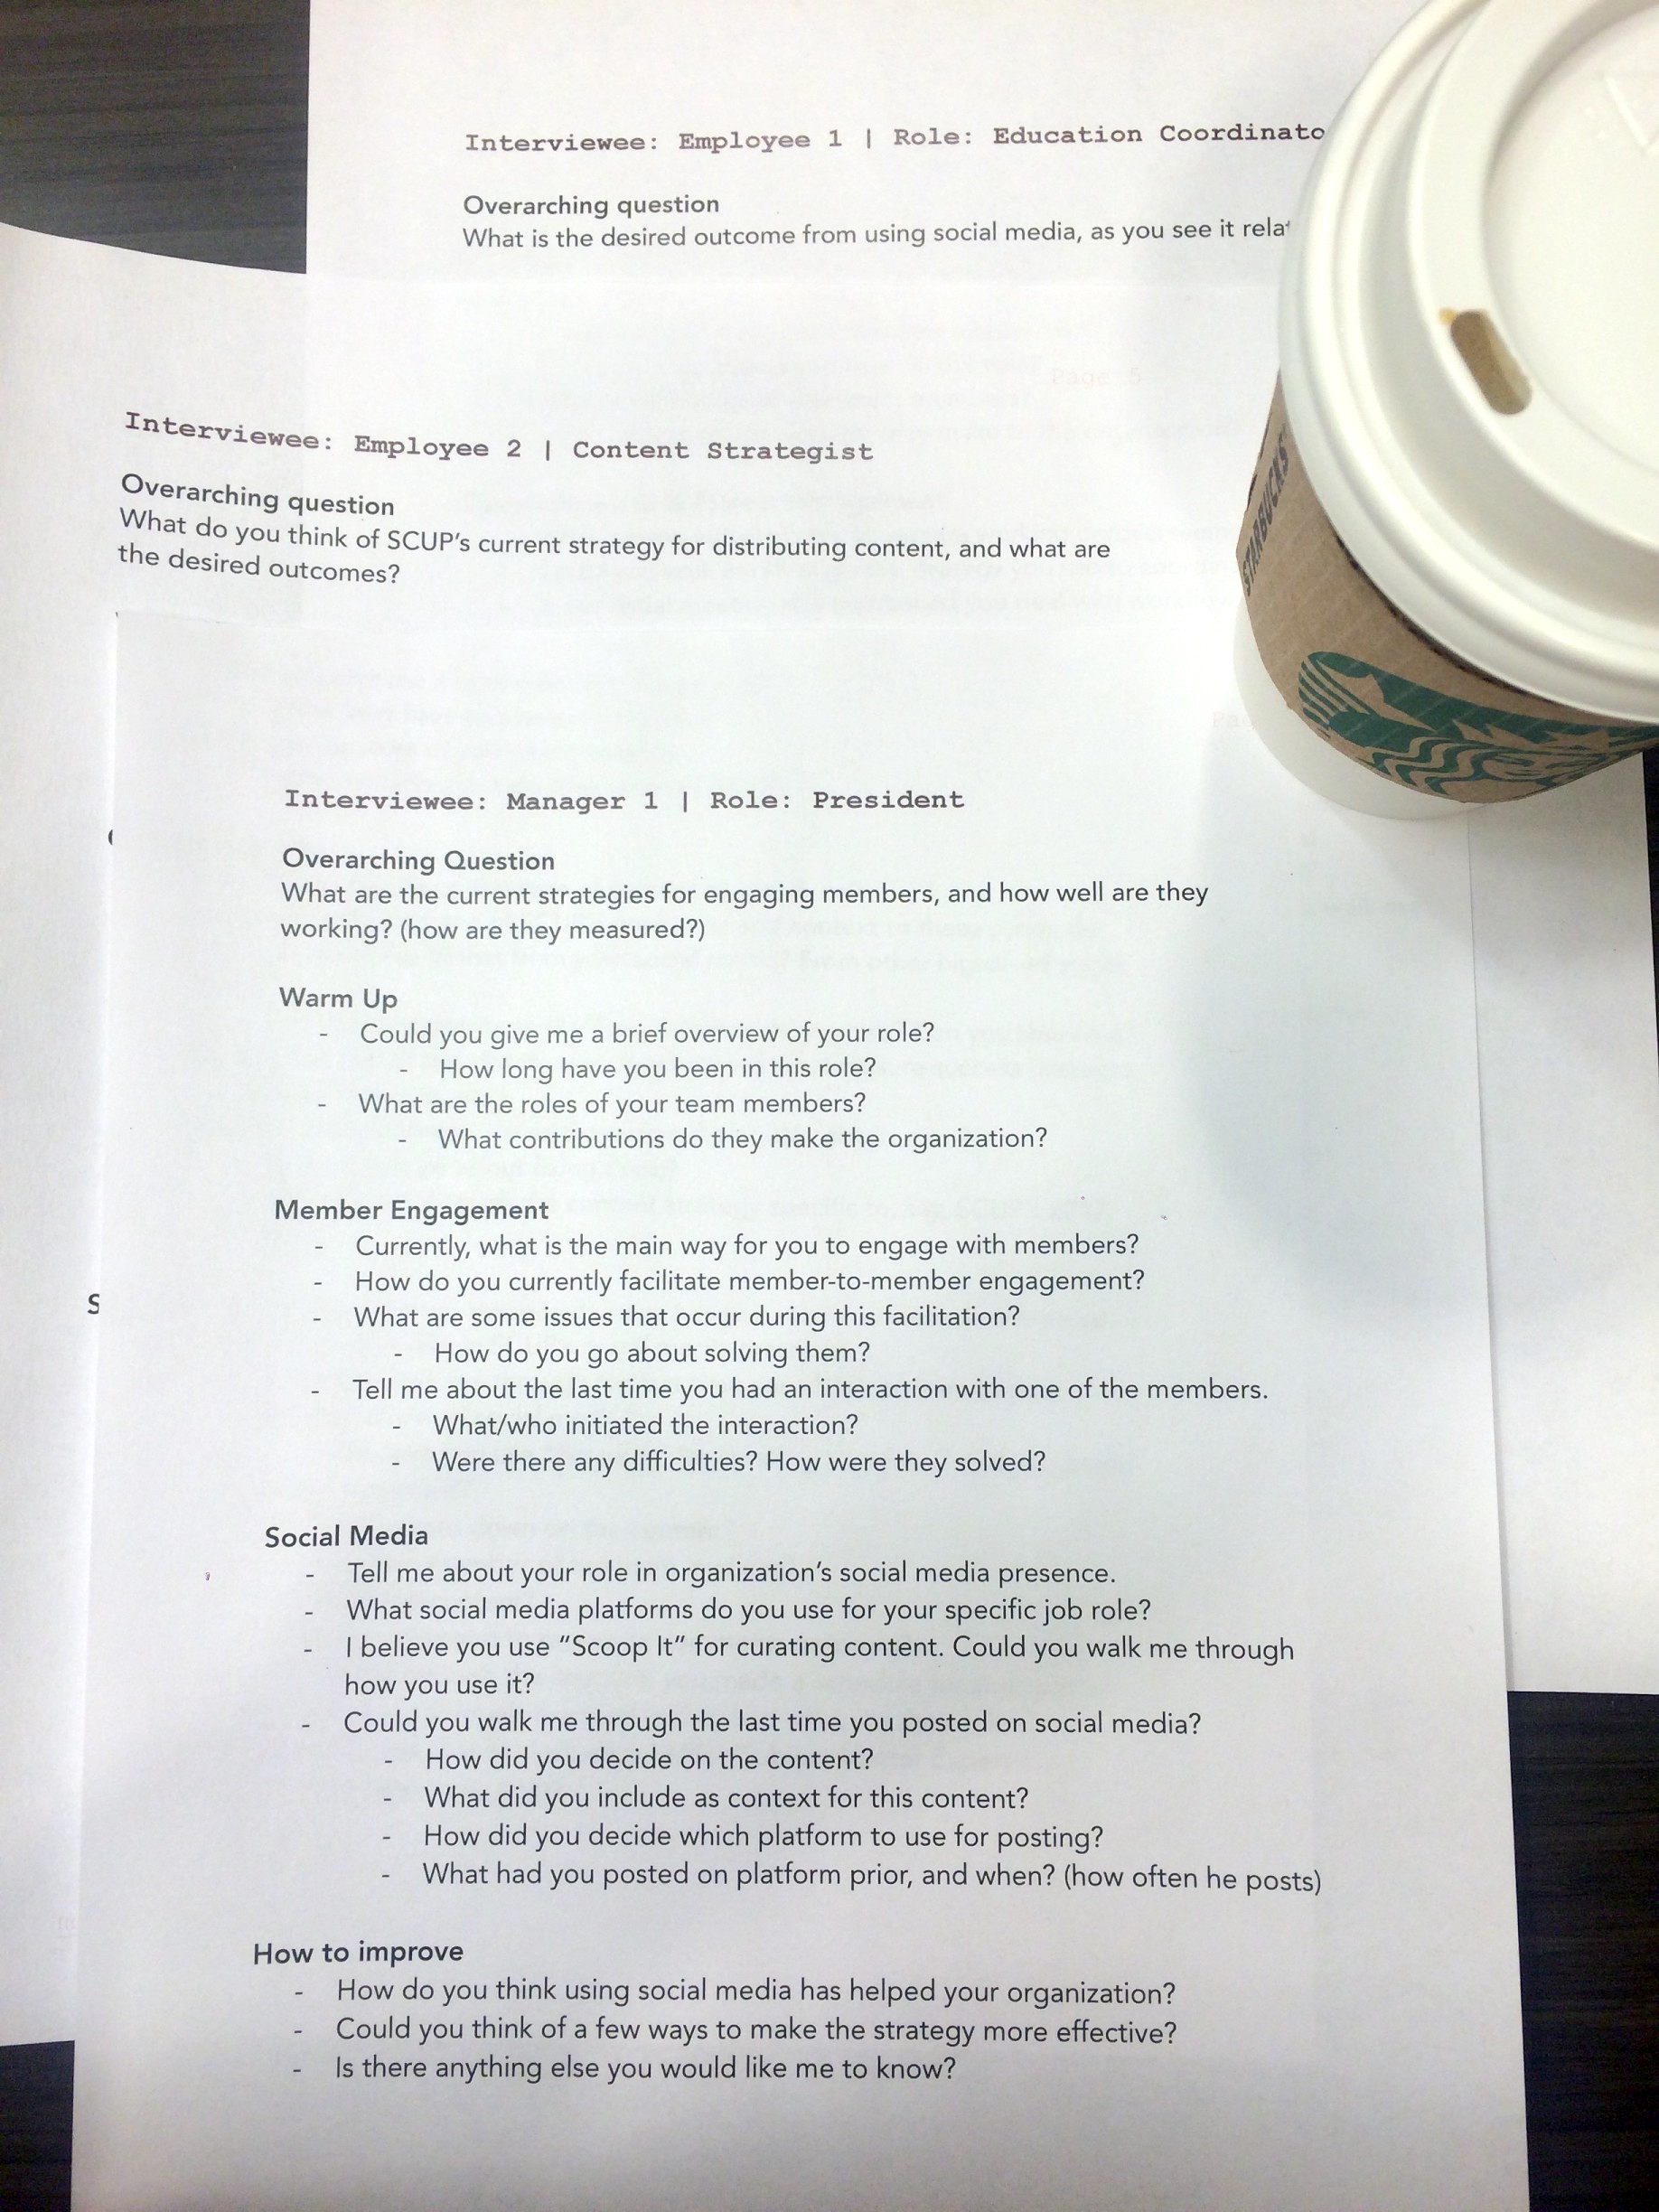 Interviewee: Employee 1 | Role: Education
Overarching question
What is the desired outcome from using social media, as you see it
Interviewee: Employee 2 | Content Strategist
Overarching question
What do you think of SCUP's current strategy for distributing content, and what are
the desired outcomes?
STARBUCKS
Interviewee: Manager 1 | Role: President
Overarching Question
What are the current strategies for engaging members, and how well are they
working? (how are they measured?)
Warm Up
- Could you give me a brief overview of your role?
- How long have you been in this role?
- What are the roles of your team members?
- What contributions do they make the organization?
Member Engagement
- Currently, what is the main way for you to engage with members?
- How do you currently facilitate member-to-member engagement?
- What are some issues that occur during this facilitation?
- How do you go about solving them?
- Tell me about the last time you had an interaction with one of the members.
- What/who initiated the interaction?
- Were there any difficulties? How were they solved?
Social Media
- Tell me about your role in organization's social media presence.
- What social media platforms do you use for your specific job role?
- I believe you use “Scoop It” for curating content. Could you walk me through
how you use it?
- Could you walk me through the last time you posted on social media?
- How did you decide on the content?
- What did you include as context for this content?
- How did you decide which platform to use for posting?
- What had you posted on platform prior, and when? (how often he posts)
How to improve
- How do you think using social media has helped your organization?
- Could you think of a few ways to make the strategy more effective?
- Is there anything else you would like me to know?